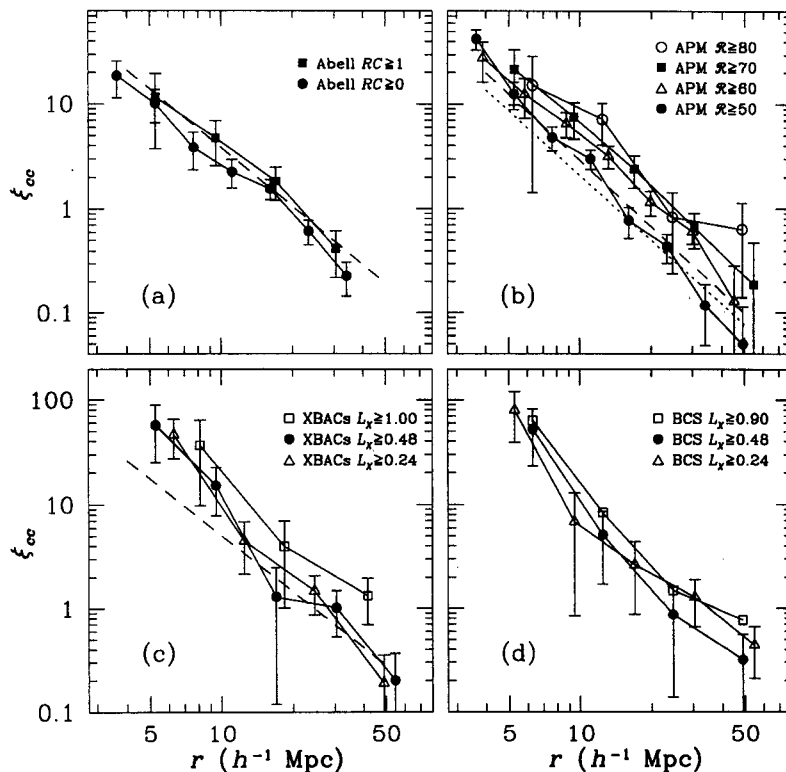 Abell RC≧1
Abell RC≧0
(a)
10
1
0.1
ξcc
APM ℛ≧80
APM ℛ≧70
APM ℛ≧60
APM ℛ≧50
(b)
XBACs Lx≧1.00
XBACs Lx≧0.48
XBACs Lx≧0.24
(c)
100
10
1
0.1
ξcc
5 10 50
r (h⁻¹ Mpc)
BCS Lx≧0.90
BCS Lx≧0.48
BCS Lx≧0.24
(d)
5 10 50
r (h⁻¹ Mpc)